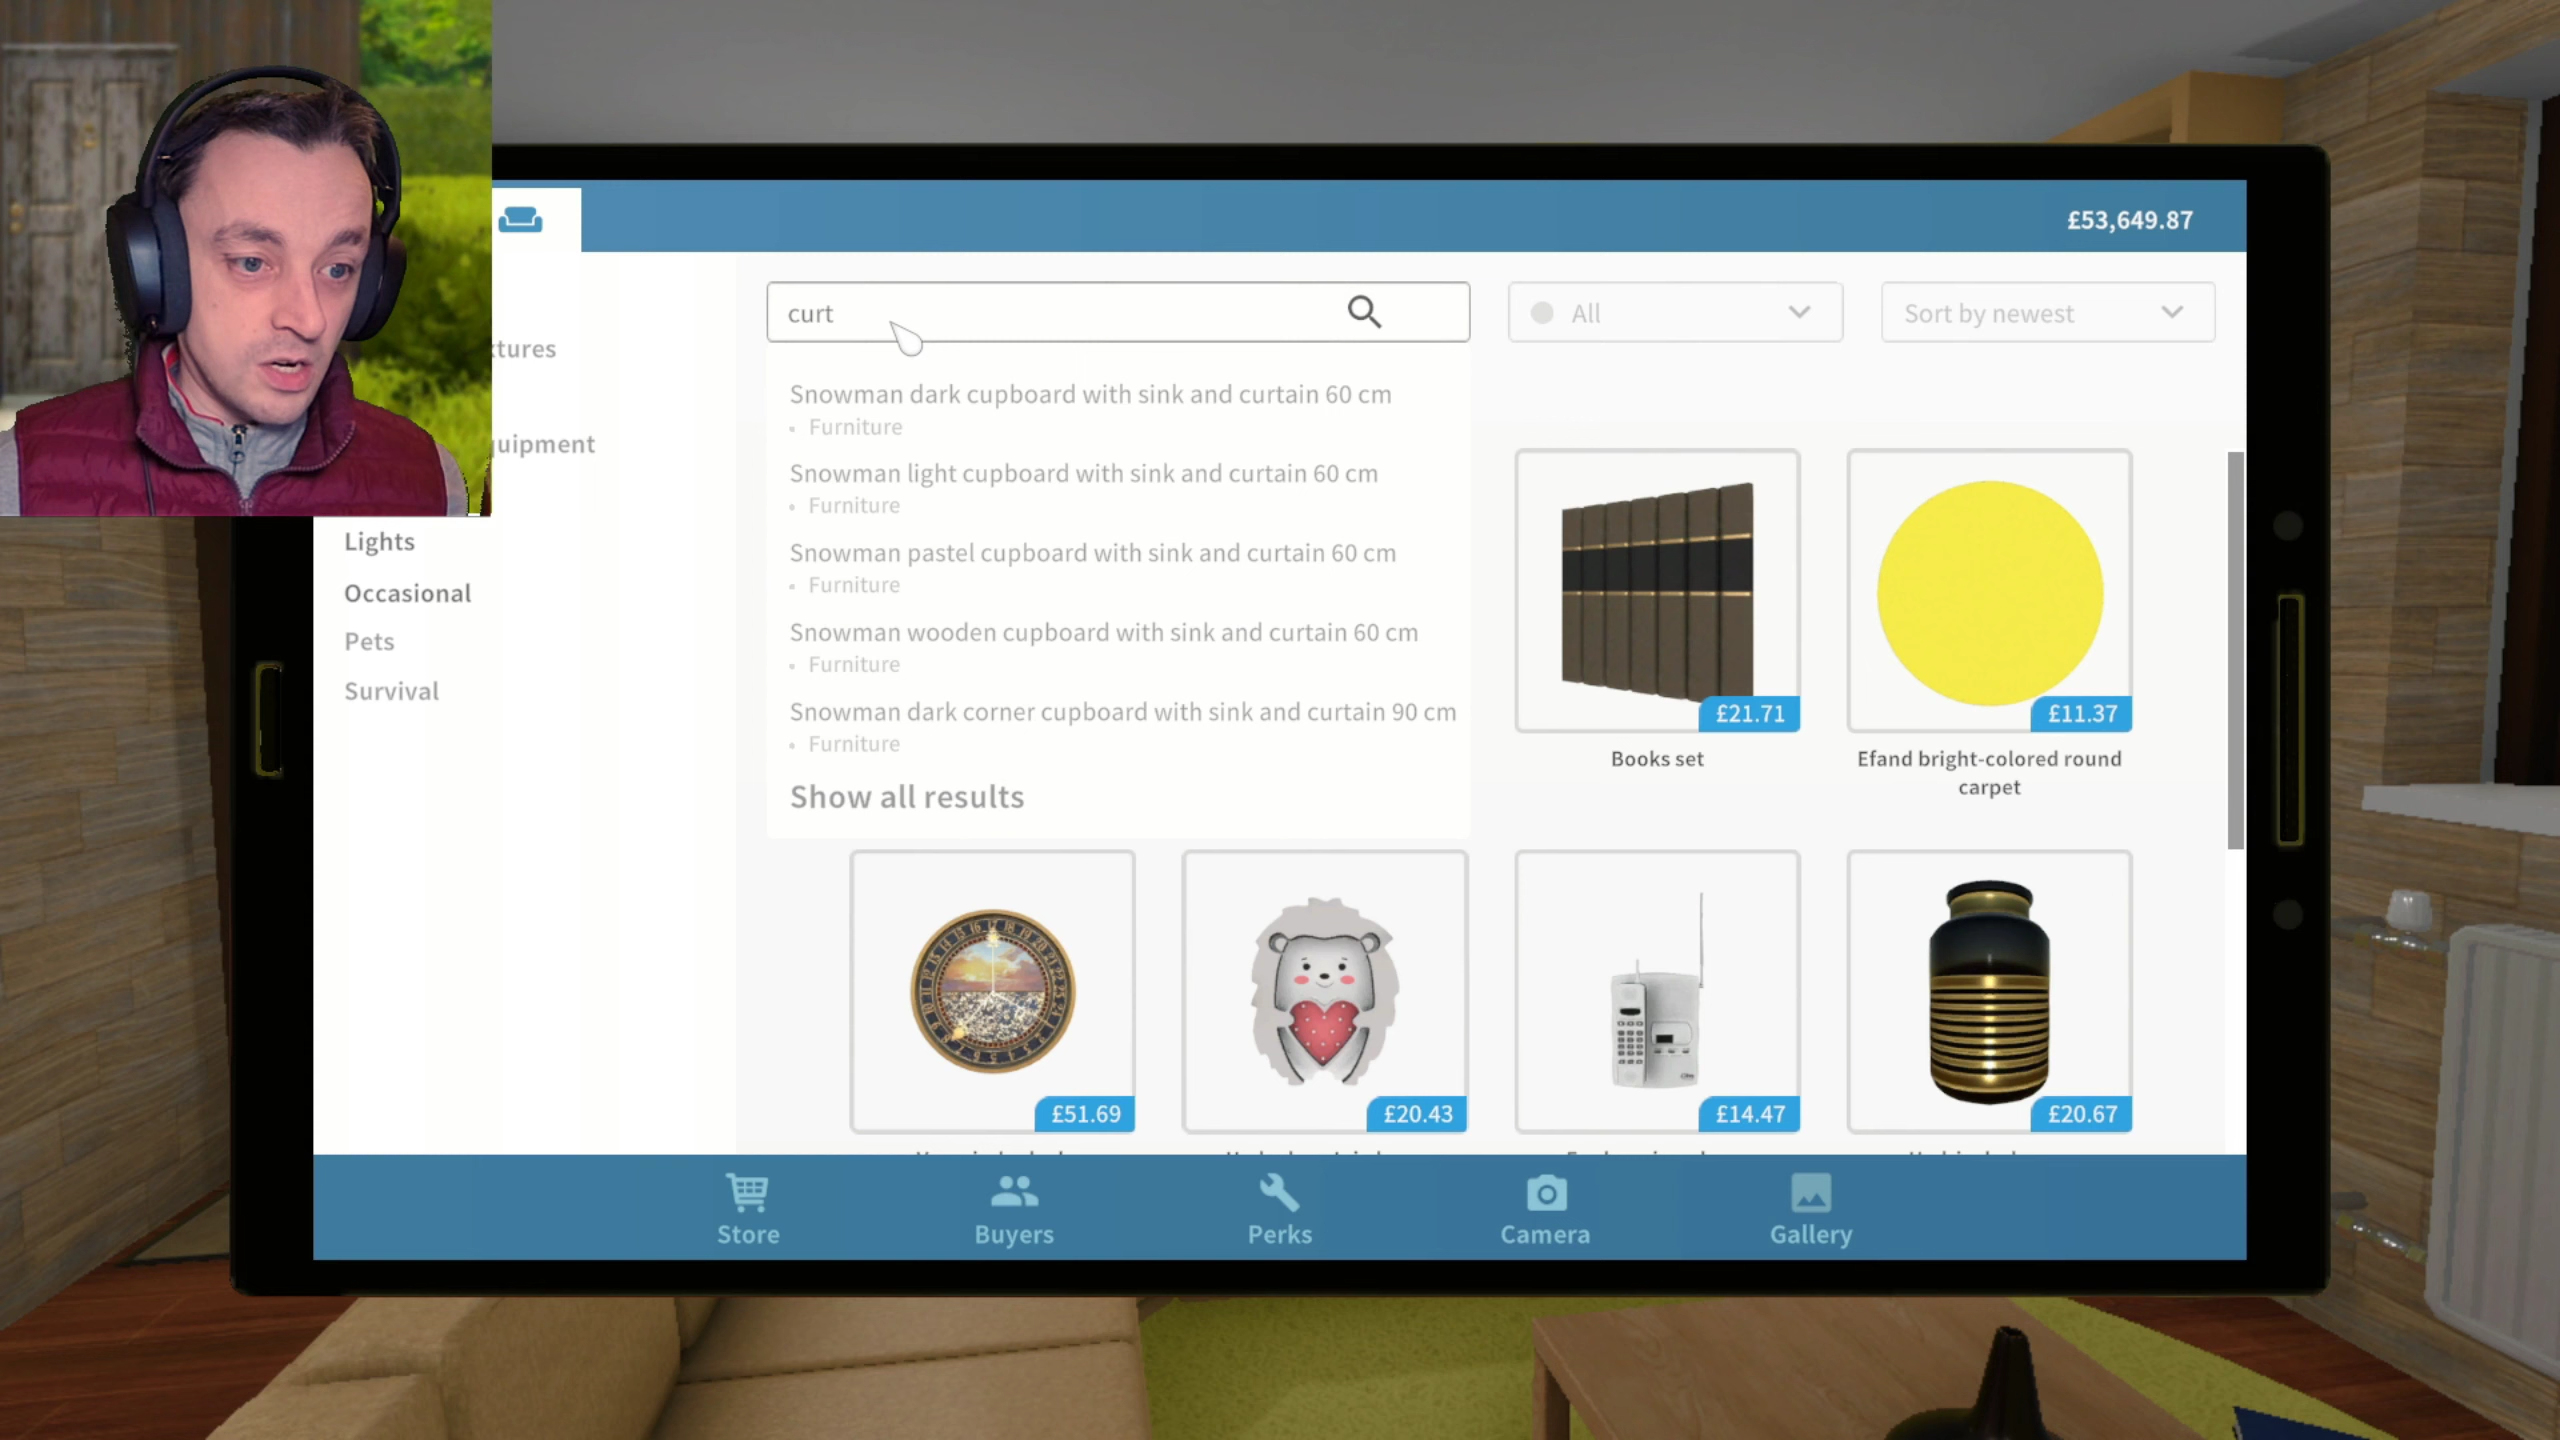 £53,649.87
curt
All
Sort by newest
tures
uipment
Lights
Occasional
Pets
Survival
Snowman dark cupboard with sink and curtain 60 cm
Furniture
Snowman light cupboard with sink and curtain 60 cm
Furniture
Snowman pastel cupboard with sink and curtain 60 cm
Furniture
Snowman wooden cupboard with sink and curtain 60 cm
Furniture
Snowman dark corner cupboard with sink and curtain 90 cm
Furniture
Show all results
£21.71
Books set
£11.37
Efand bright-colored round
carpet
£51.69
£20.43
£14.47
£20.67
Store
Buyers
Perks
Camera
Gallery